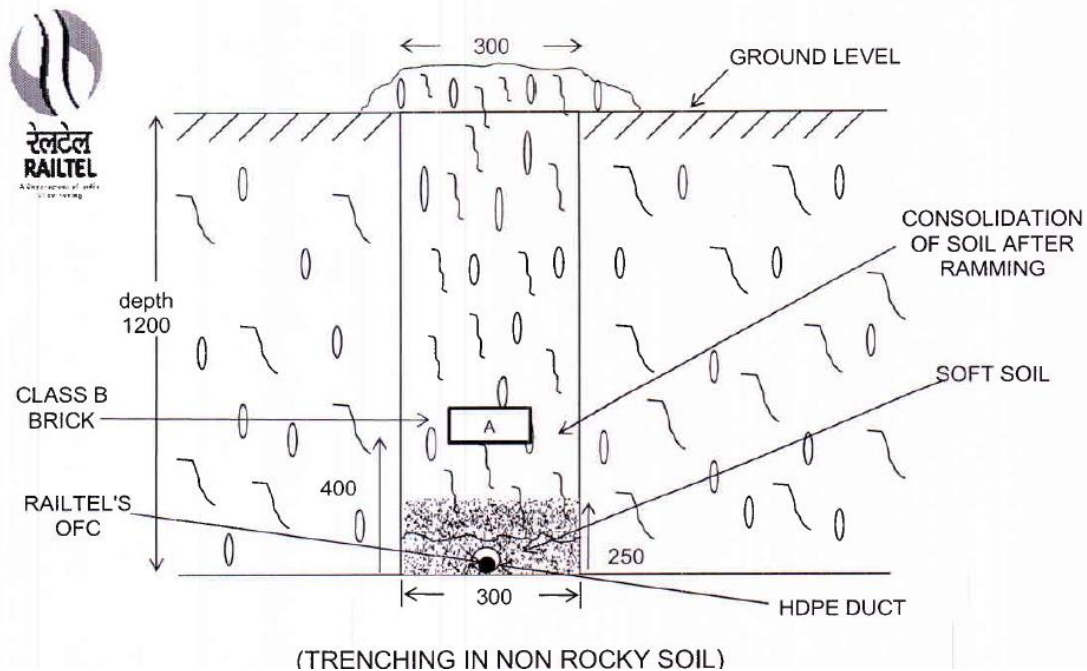 300
GROUND LEVEL
रेलटेल
RAILTEL
CONSOLIDATION
OF SOIL AFTER
RAMMING
depth
1200
SOFT SOIL
CLASS B
BRICK
A
400
RAILTEL'S
OFC
250
300
HDPE DUCT
(TRENCHING IN NON ROCKY SOIL)